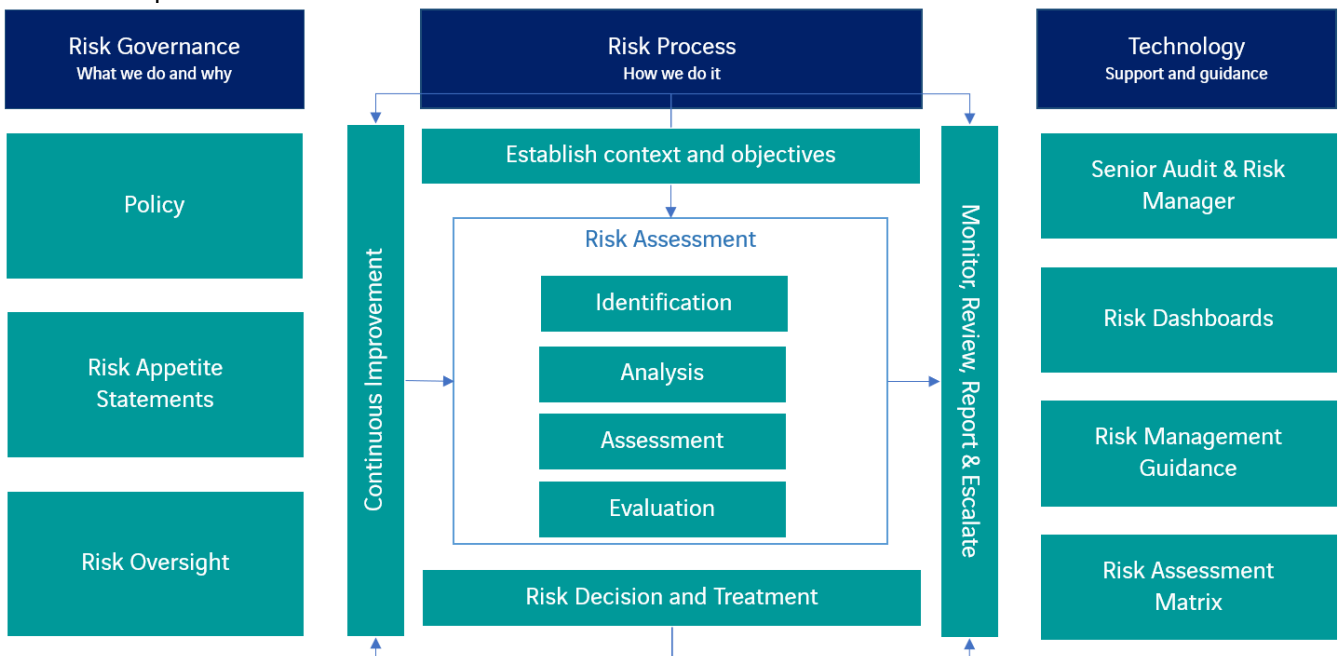 Risk Governance
What we do and why
Policy
Risk Appetite
Statements
Risk Oversight
Risk Process
How we do it
Continuous Improvement
Establish context and objectives
Risk Assessment
Identification
Analysis
Assessment
Evaluation
Risk Decision and Treatment
Monitor, Review, Report & Escalate
Technology
Support and guidance
Senior Audit & Risk
Manager
Risk Dashboards
Risk Management
Guidance
Risk Assessment
Matrix